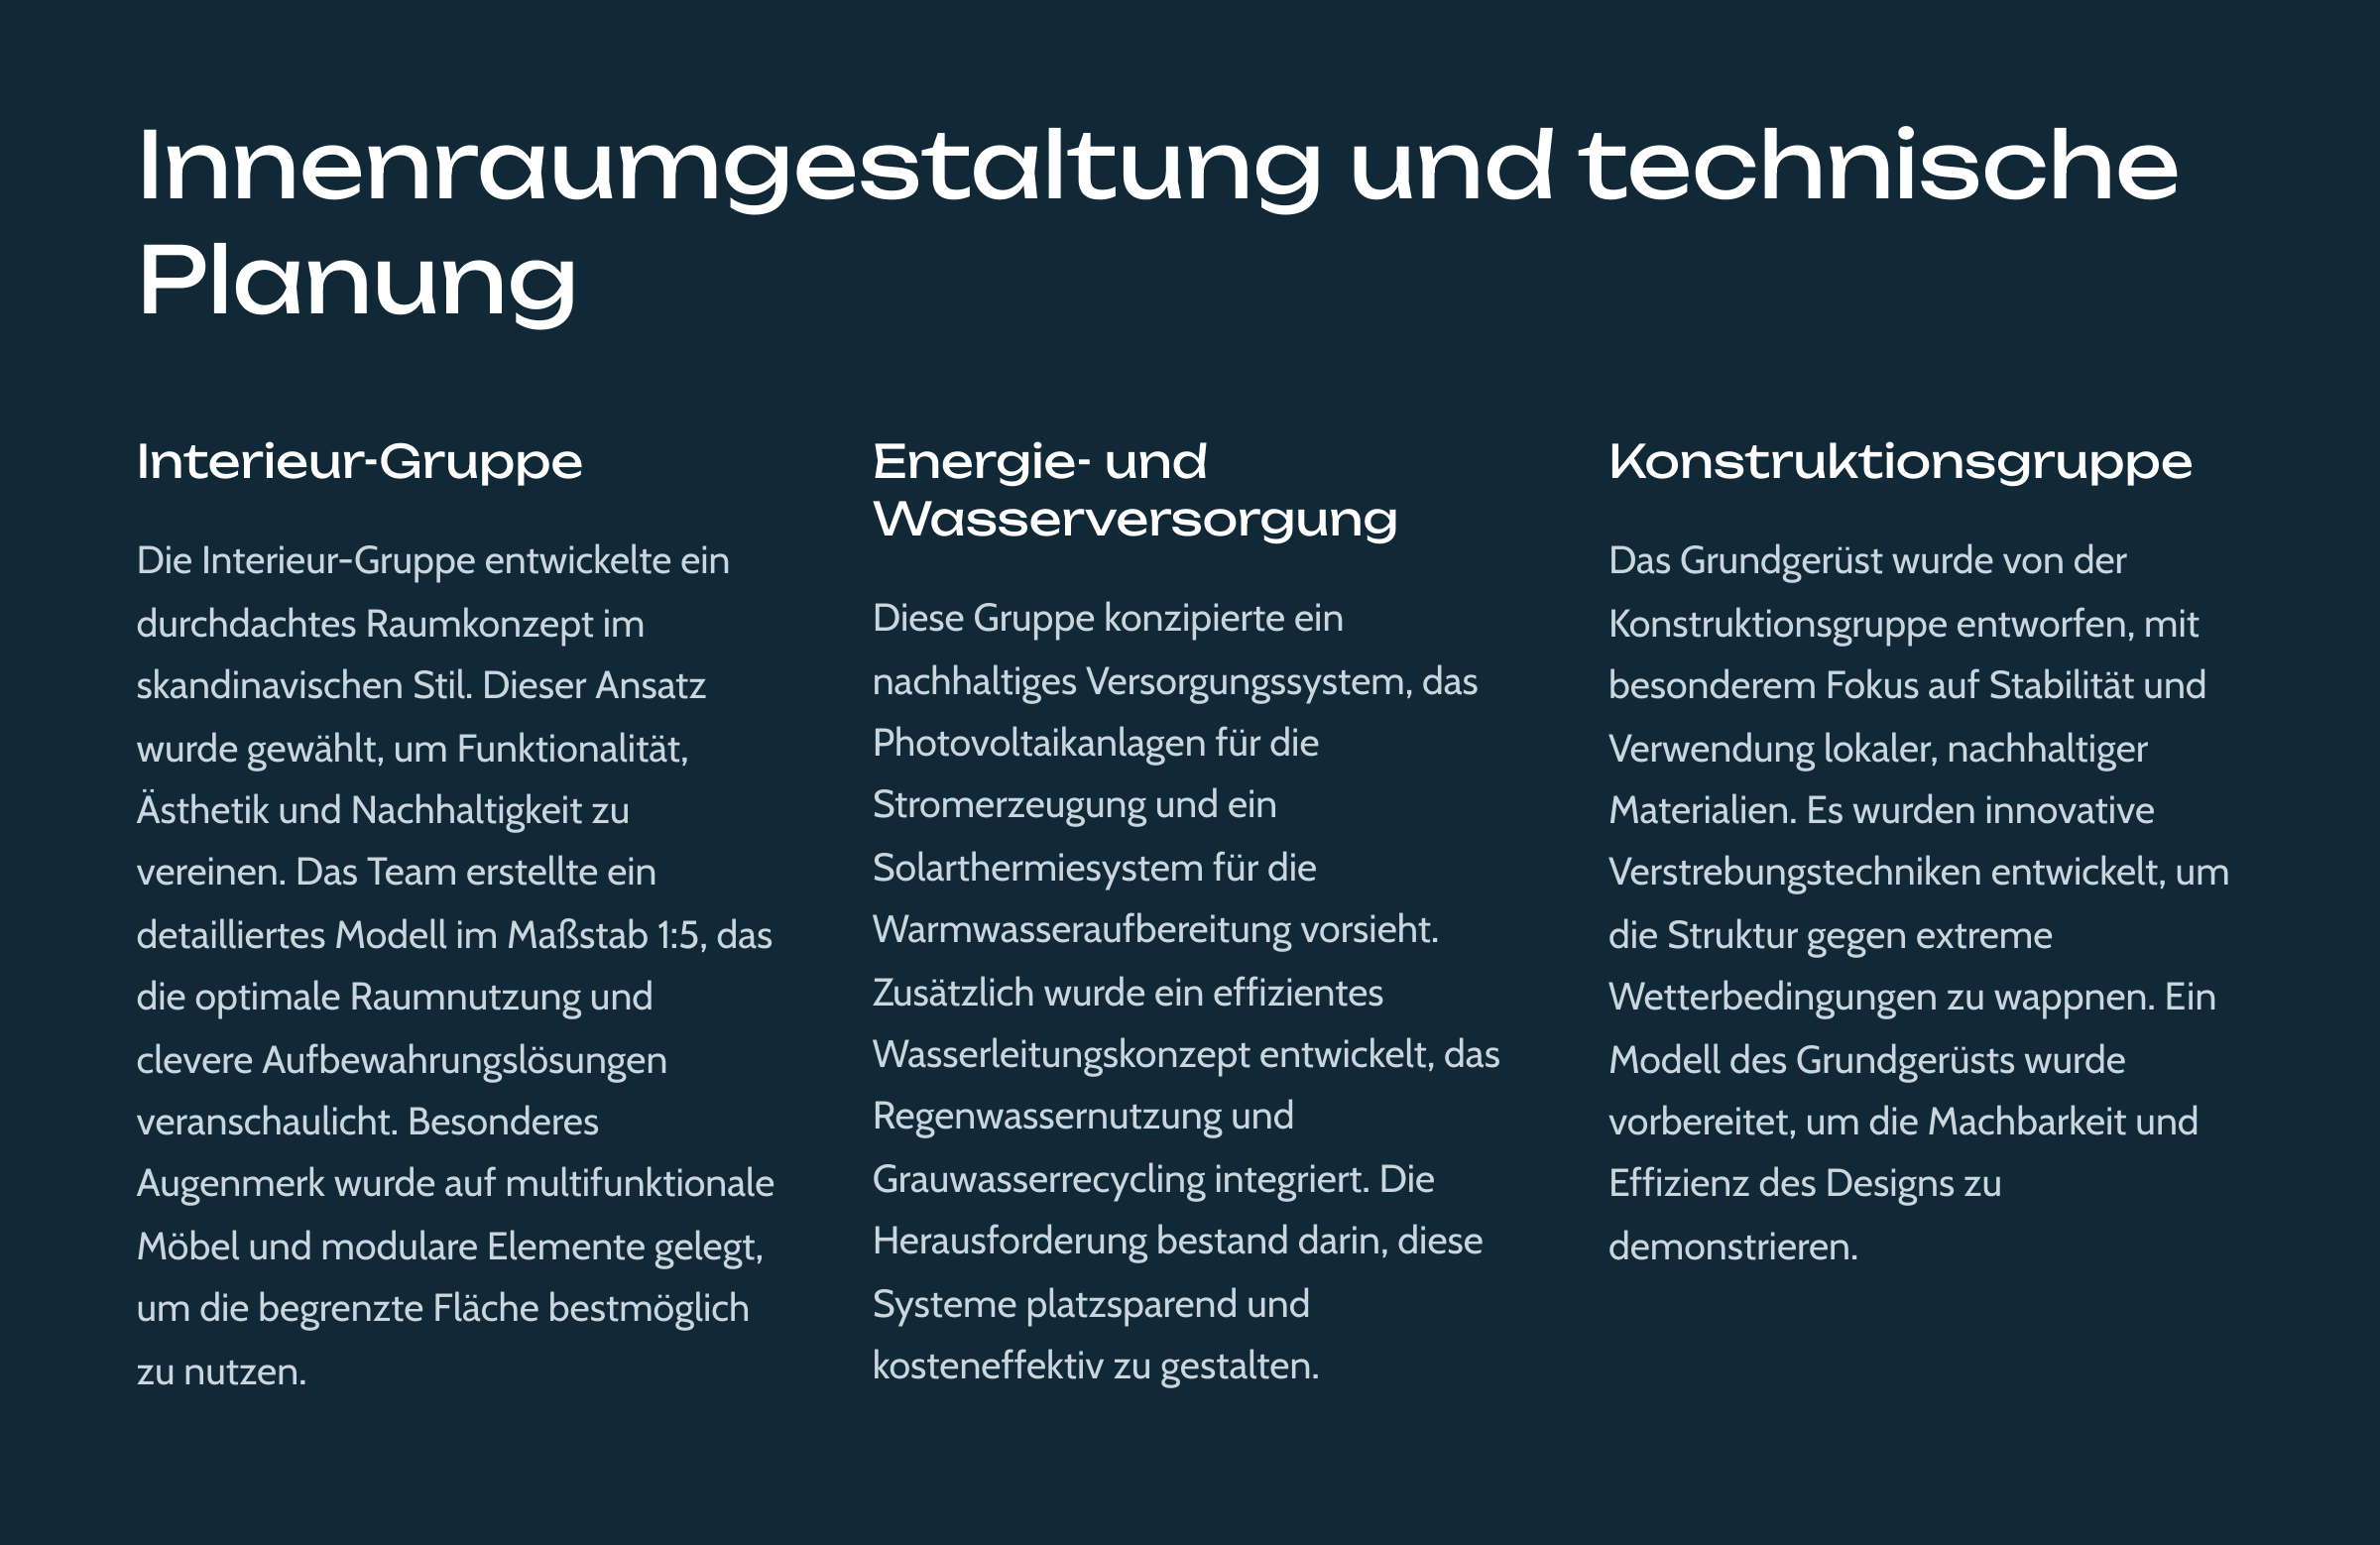 Innenraumgestaltung und technische
Planung
Interieur-Gruppe
Die Interieur-Gruppe entwickelte ein
durchdachtes Raumkonzept im
skandinavischen Stil. Dieser Ansatz
wurde gewählt, um Funktionalität,
Ästhetik und Nachhaltigkeit zu
vereinen. Das Team erstellte ein
detailliertes Modell im Maßstab 1:5, das
die optimale Raumnutzung und
clevere Aufbewahrungslösungen
veranschaulicht. Besonderes
Augenmerk wurde auf multifunktionale
Möbel und modulare Elemente gelegt,
um die begrenzte Fläche bestmöglich
zu nutzen.
Energie- und
Wasserversorgung
Diese Gruppe konzipierte ein
nachhaltiges Versorgungssystem, das
Photovoltaikanlagen für die
Stromerzeugung und ein
Solarthermiesystem für die
Warmwasseraufbereitung vorsieht.
Zusätzlich wurde ein effizientes
Wasserleitungskonzept entwickelt, das
Regenwassernutzung und
Grauwasserrecycling integriert. Die
Herausforderung bestand darin, diese
Systeme platzsparend und
kosteneffektiv zu gestalten.
Konstruktionsgruppe
Das Grundgerüst wurde von der
Konstruktionsgruppe entworfen, mit
besonderem Fokus auf Stabilität und
Verwendung lokaler, nachhaltiger
Materialien. Es wurden innovative
Verstrebungstechniken entwickelt, um
die Struktur gegen extreme
Wetterbedingungen zu wappnen. Ein
Modell des Grundgerüsts wurde
vorbereitet, um die Machbarkeit und
Effizienz des Designs zu
demonstrieren.